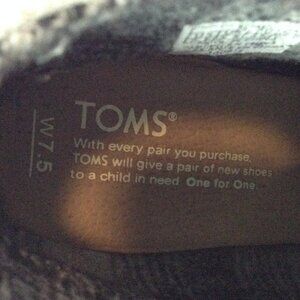 TOMS®
With every pair you purchase,
TOMS will give a pair of new shoes
to a child in need. One for One.
W7.5